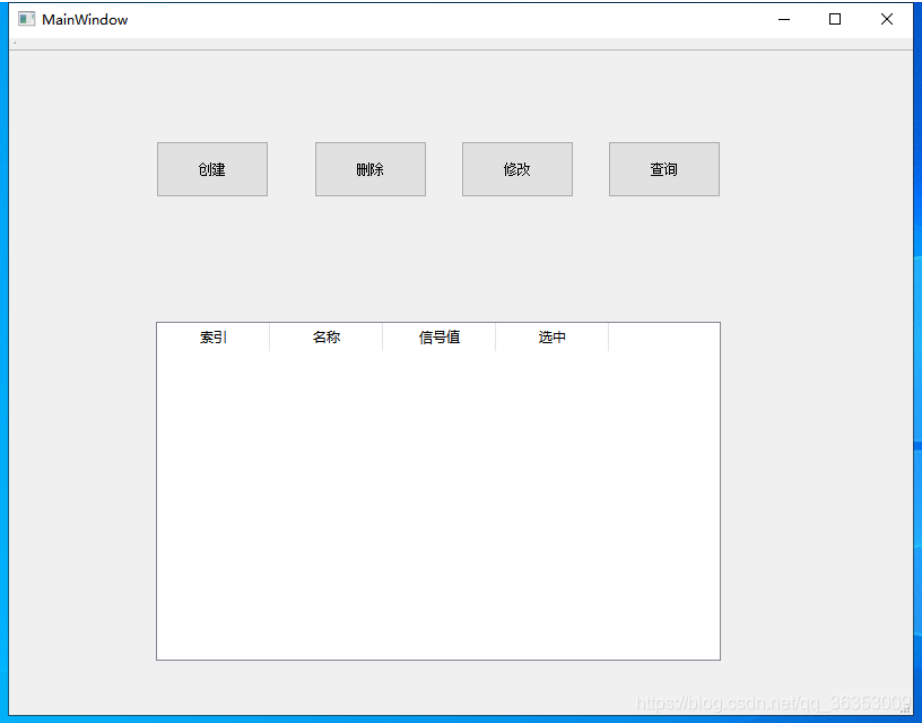 MainWindow
创建 删除 修改 查询
索引 名称 信号值 选中
https://blog.csdn.net/qq_36353009